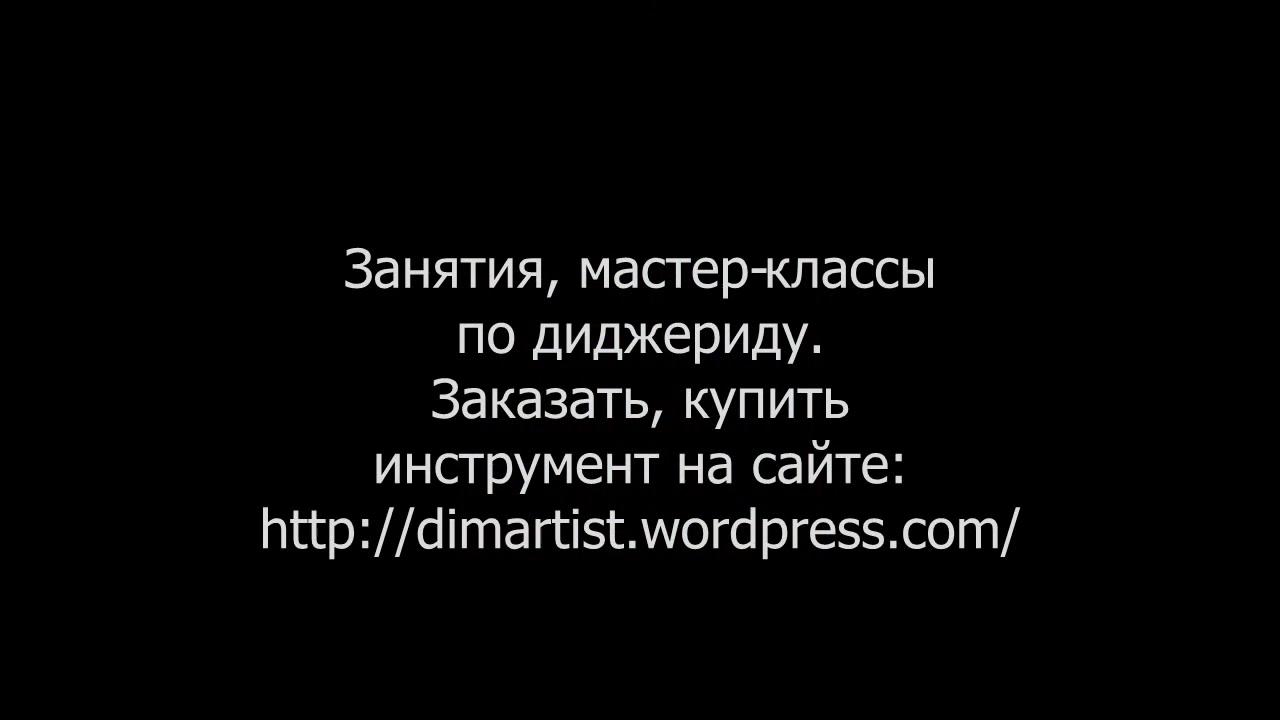 Занятия, мастер-классы
по диджериду.
Заказать, купить
инструмент на сайте:
http://dimartist.wordpress.com/